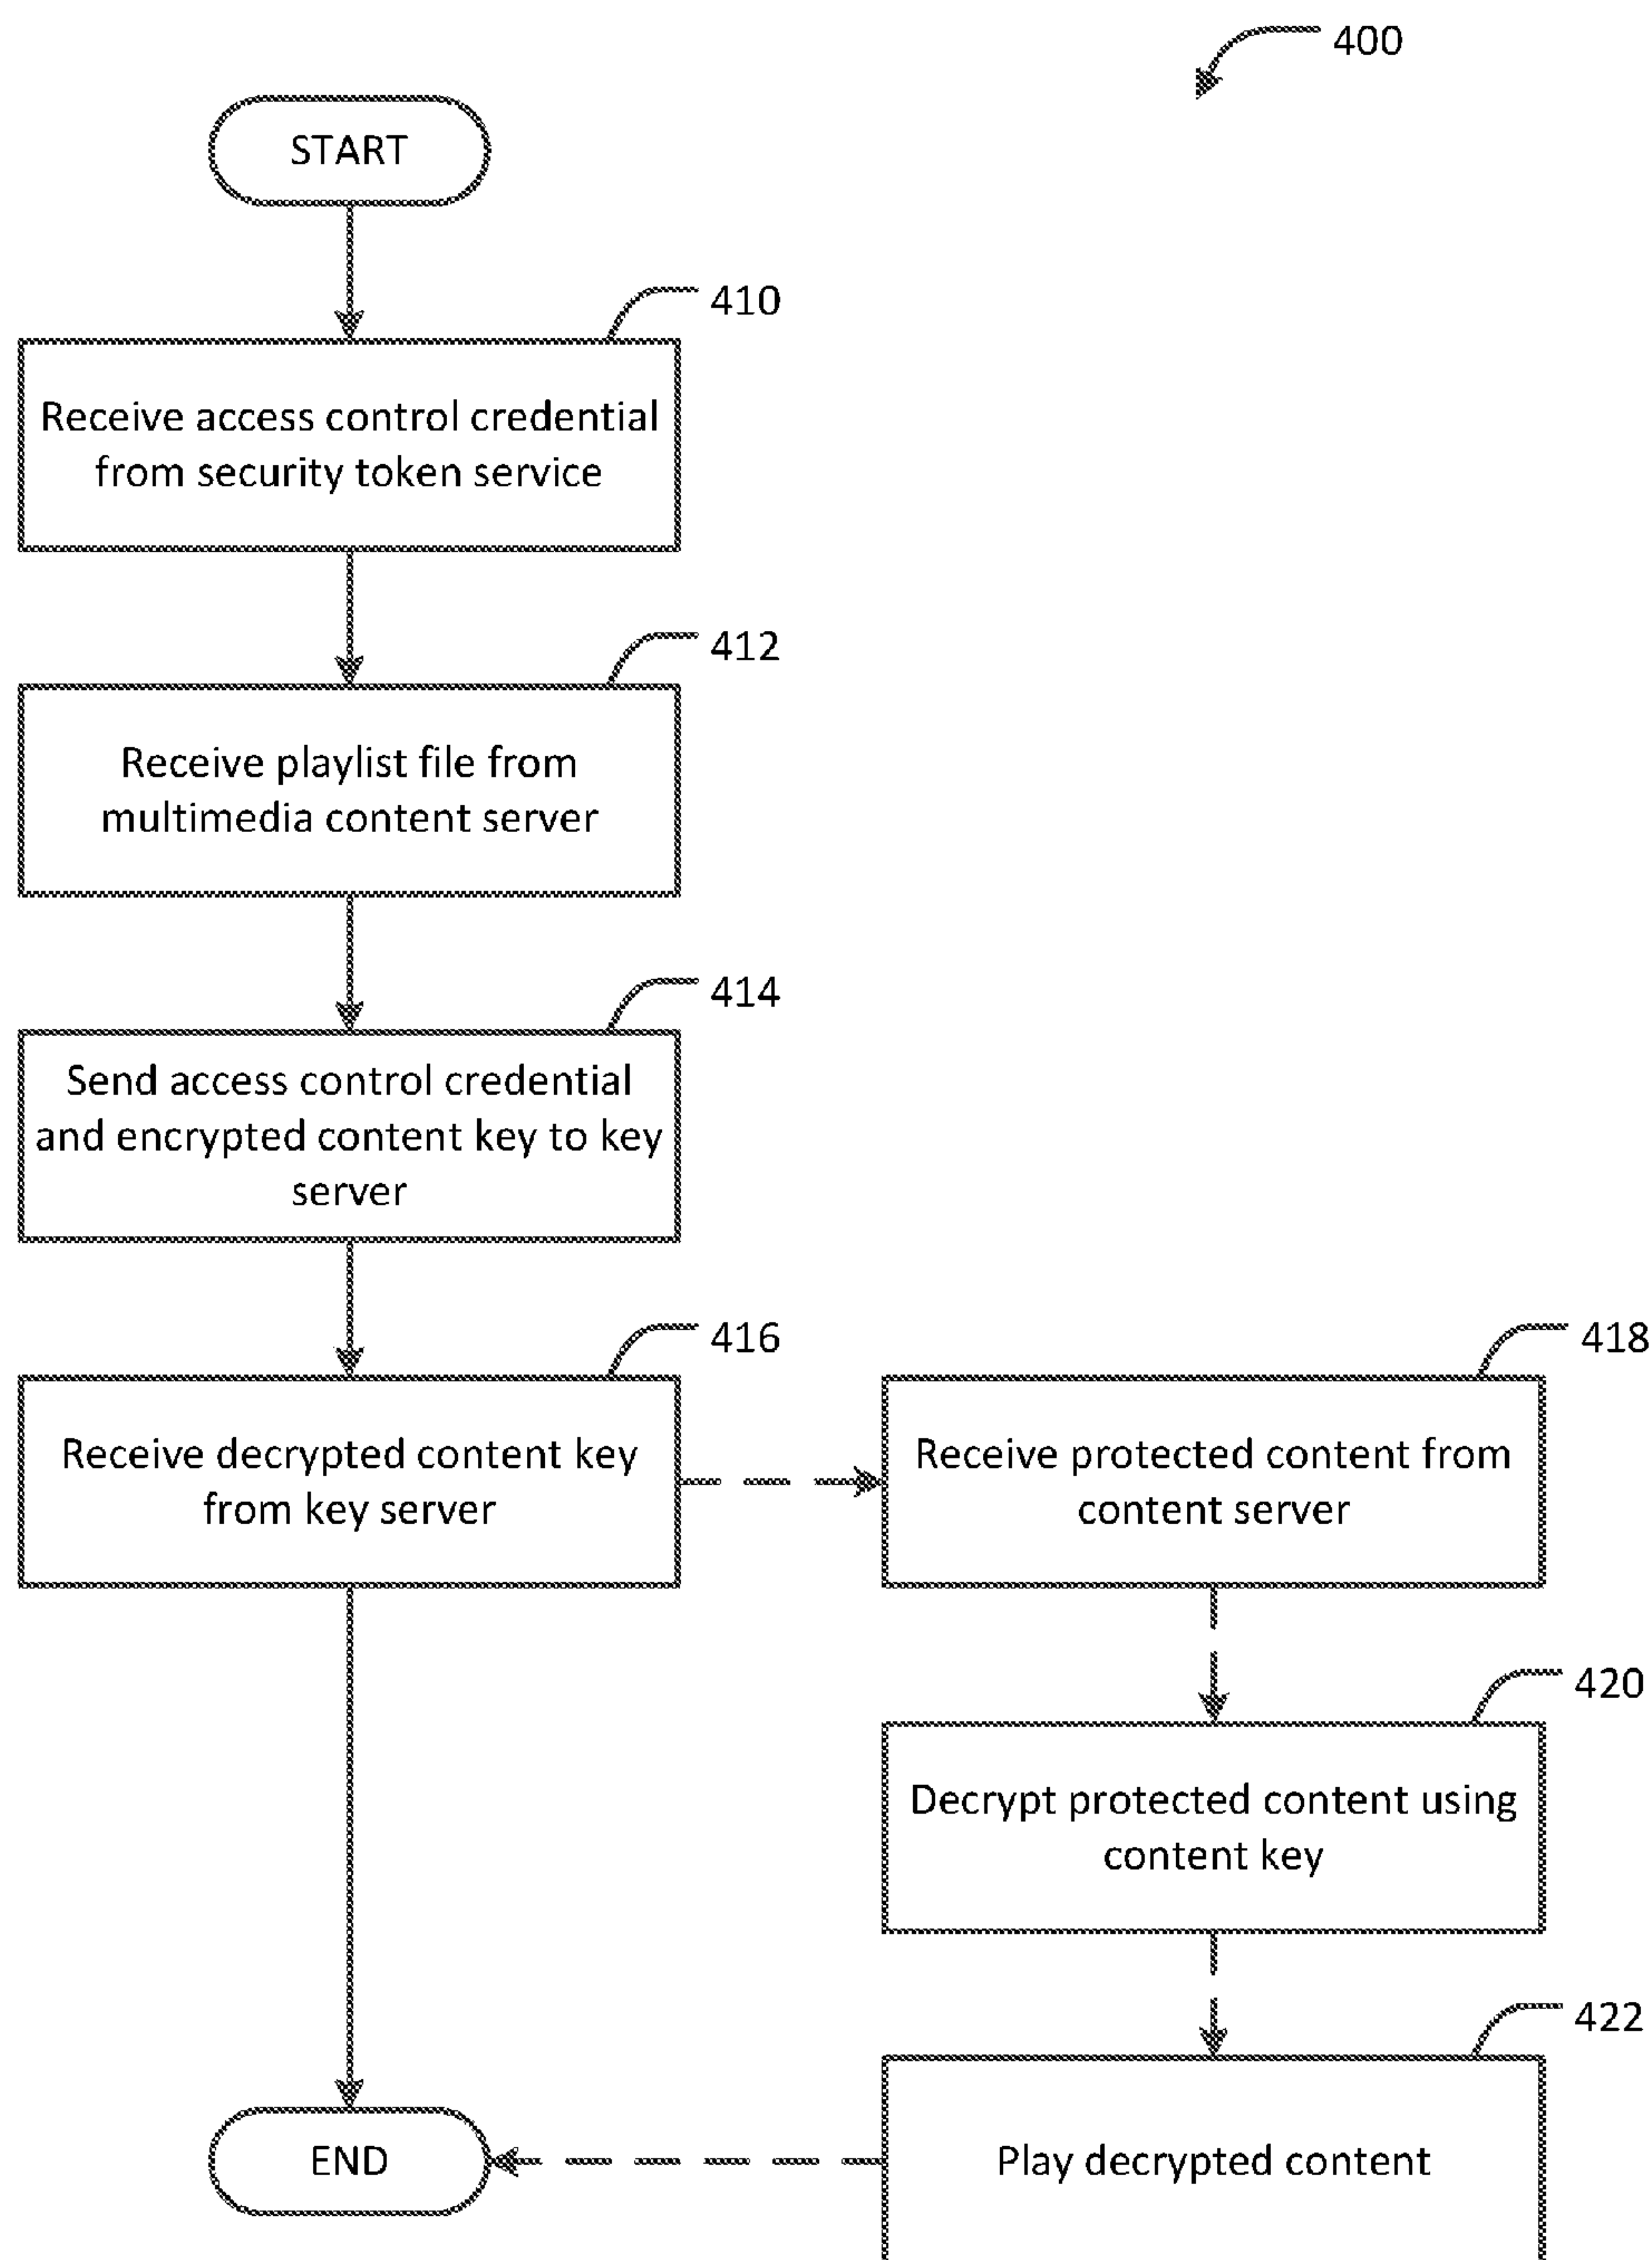 400
START
410
Receive access control credential
from security token service
412
Receive playlist file from
multimedia content server
414
Send access control credential
and encrypted content key to key
server
416
Receive decrypted content key
from key server
418
Receive protected content from
content server
420
Decrypt protected content using
content key
422
Play decrypted content
END